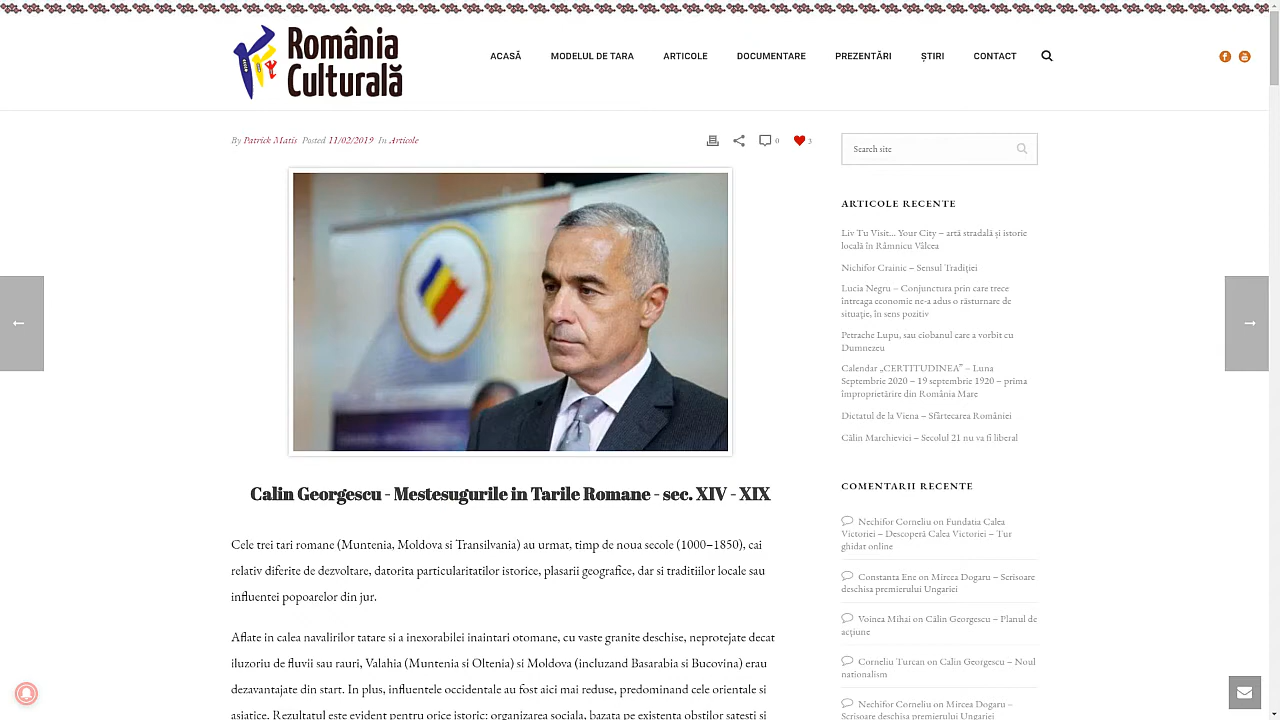 România
Culturală
ACASĂ
MODELUL DE TARA
ARTICOLE
DOCUMENTARE
PREZENTĂRI
ȘTIRI
CONTACT
By Patrick Matis Posted 11/02/2019 In Articole
0
3
Search site
Calin Georgescu - Mestesugurile in Tarile Romane - sec. XIV - XIX
Cele trei tari romane (Muntenia, Moldova si Transilvania) au urmat, timp de noua secole (1000–1850), cai
relativ diferite de dezvoltare, datorita particularitatilor istorice, plasarii geografice, dar si traditiilor locale sau
influentei popoarelor din jur.
Aflate in calea navalirilor tatare si a inexorabilei inaintari otomane, cu vaste granite deschise, neprotejate decat
iluzoriu de fluvii sau rauri, Valahia (Muntenia si Oltenia) si Moldova (incluzand Basarabia si Bucovina) erau
dezavantajate din start. In plus, influentele occidentale au fost aici mai reduse, predominand cele orientale si
asiatice. Rezultatul este evident pentru orice istoric: organizarea sociala, bazata pe existenta obstilor satesti si
ARTICOLE RECENTE
Liv Tu Visit… Your City – artă stradală și istorie
locală în Râmnicu Vâlcea
Nichifor Crainic – Sensul Tradiției
Lucia Negru – Conjunctura prin care trece
întreaga economie ne-a adus o răsturnare de
situație, în sens pozitiv
Petrache Lupu, sau ciobanul care a vorbit cu
Dumnezeu
Calendar „CERTITUDINEA” – Luna
Septembrie 2020 – 19 septembrie 1920 – prima
împroprietărire din România Mare
Dictatul de la Viena – Sfârtecarea României
Călin Marchievici – Secolul 21 nu va fi liberal
COMENTARII RECENTE
Nechifor Corneliu on Fundatia Calea
Victoriei – Descoperă Calea Victoriei – Tur
ghidat online
Constanta Ene on Mircea Dogaru – Scrisoare
deschisa premierului Ungariei
Voinea Mihai on Călin Georgescu – Planul de
acțiune
Corneliu Turcan on Calin Georgescu – Noul
nationalism
Nechifor Corneliu on Mircea Dogaru –
Scrisoare deschisa premierului Ungariei